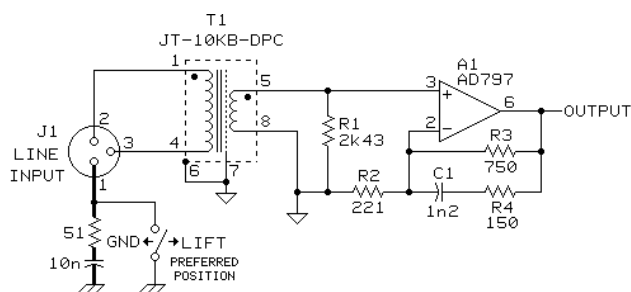 T1
JT-10KB-DPC
1
5
2
J1
3
4
LINE
INPUT
1
6
7
8
A1
AD797
3
+
6
OUTPUT
2
−
R1
2k43
R3
750
R2
221
C1
1n2
R4
150
51
GND
LIFT
10n
PREFERRED
POSITION